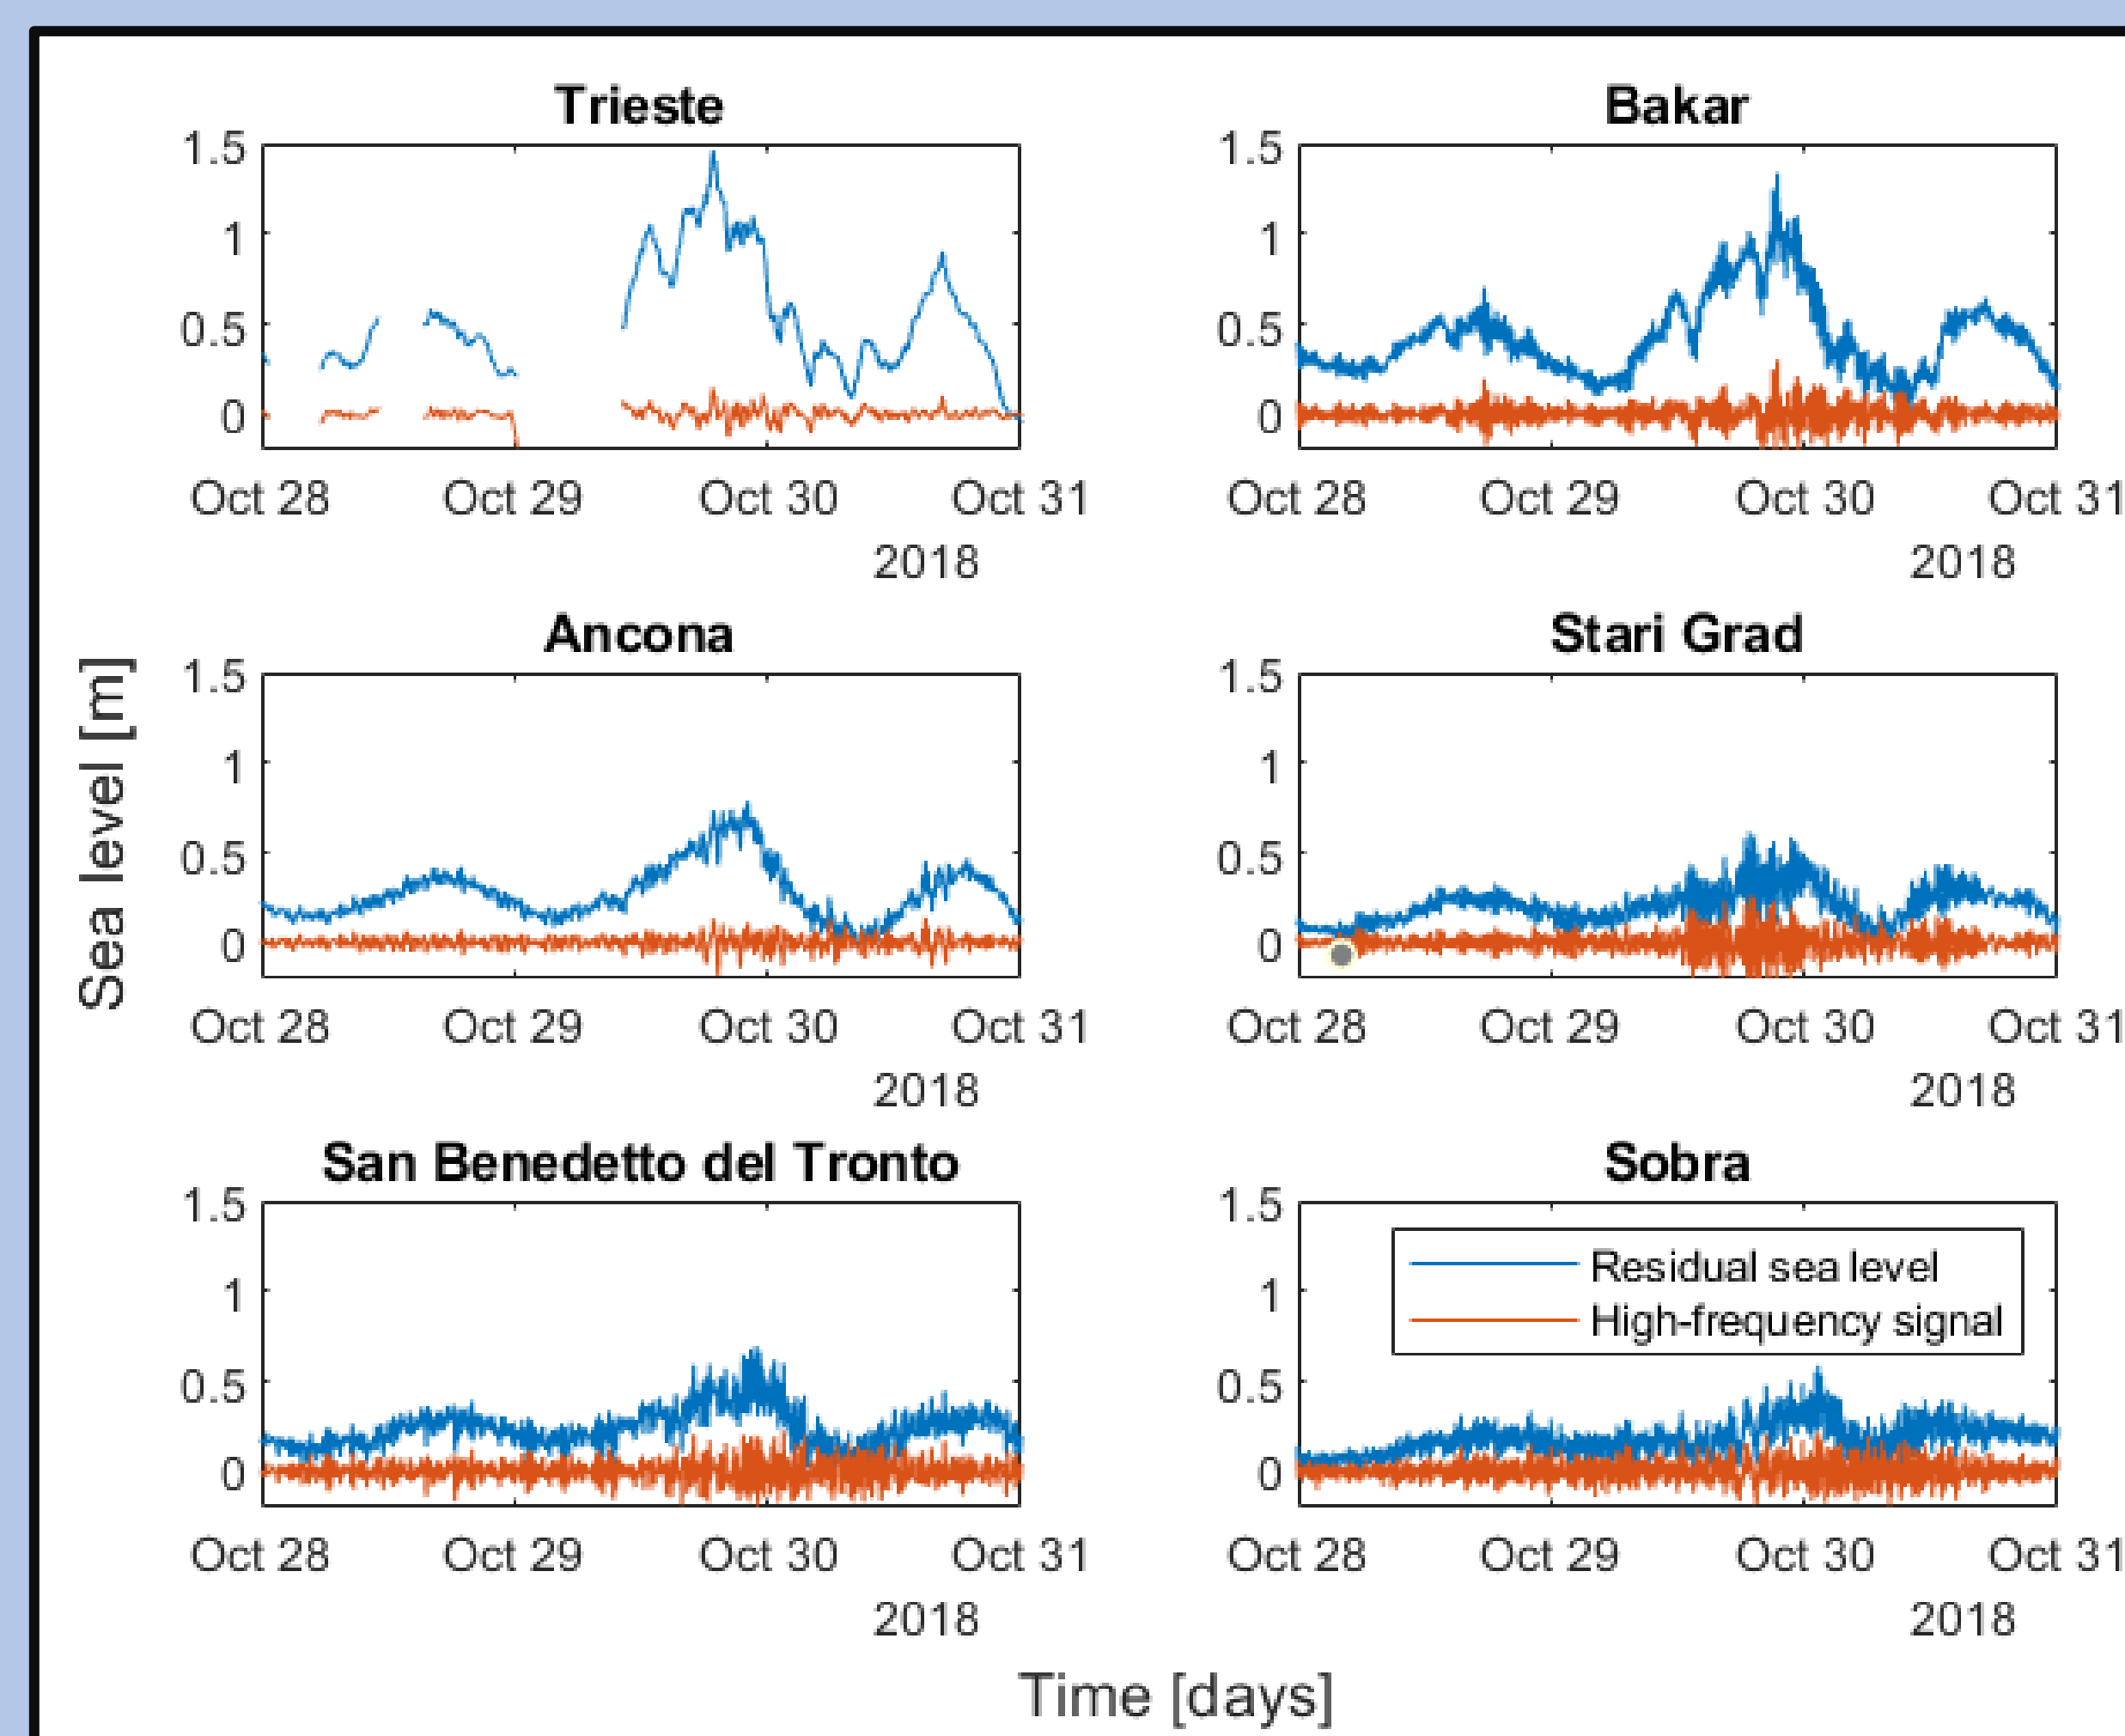 Trieste
1.5
1
0.5
0
Oct 28 Oct 29 Oct 30 Oct 31
2018
Bakar
1.5
1
0.5
0
Oct 28 Oct 29 Oct 30 Oct 31
2018
Sea level [m]
Ancona
1.5
1
0.5
0
Oct 28 Oct 29 Oct 30 Oct 31
2018
Stari Grad
1.5
1
0.5
0
Oct 28 Oct 29 Oct 30 Oct 31
2018
San Benedetto del Tronto
1.5
1
0.5
0
Oct 28 Oct 29 Oct 30 Oct 31
2018
Sobra
1.5
1
0.5
0
Residual sea level
High-frequency signal
Oct 28 Oct 29 Oct 30 Oct 31
2018
Time [days]